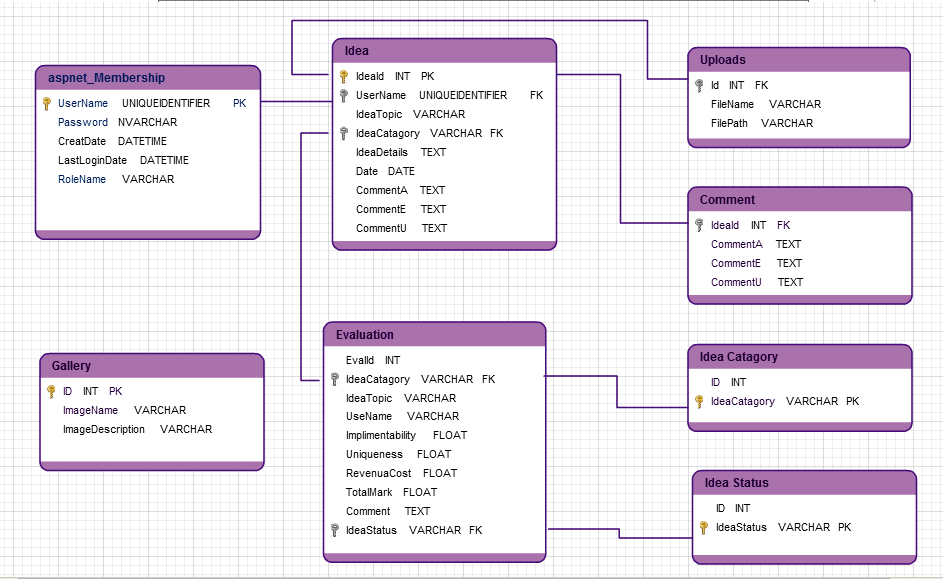 aspnet_Membership
UserName UNIQUEIDENTIFIER PK
Password NVARCHAR
CreatDate DATETIME
LastLoginDate DATETIME
RoleName VARCHAR
Idea
IdeaId INT PK
UserName UNIQUEIDENTIFIER FK
IdeaTopic VARCHAR
IdeaCatagory VARCHAR FK
IdeaDetails TEXT
Date DATE
CommentA TEXT
CommentE TEXT
CommentU TEXT
Uploads
Id INT FK
FileName VARCHAR
FilePath VARCHAR
Comment
IdeaId INT FK
CommentA TEXT
CommentE TEXT
CommentU TEXT
Gallery
ID INT PK
ImageName VARCHAR
ImageDescription VARCHAR
Evaluation
EvalId INT
IdeaCatagory VARCHAR FK
IdeaTopic VARCHAR
UseName VARCHAR
Implimentability FLOAT
Uniqueness FLOAT
RevenuaCost FLOAT
TotalMark FLOAT
Comment TEXT
IdeaStatus VARCHAR FK
Idea Catagory
ID INT
IdeaCatagory VARCHAR PK
Idea Status
ID INT
IdeaStatus VARCHAR PK